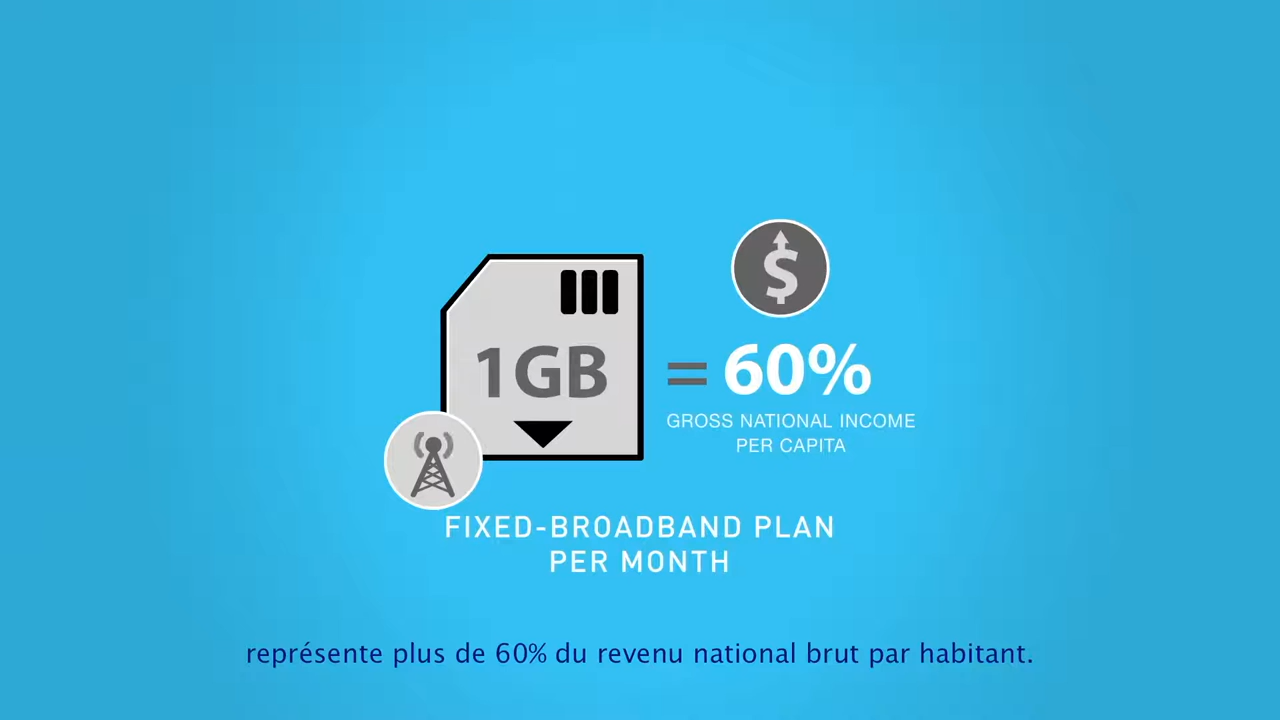 1GB
= 60%
GROSS NATIONAL INCOME
PER CAPITA
FIXED-BROADBAND PLAN
PER MONTH
représente plus de 60% du revenu national brut par habitant.